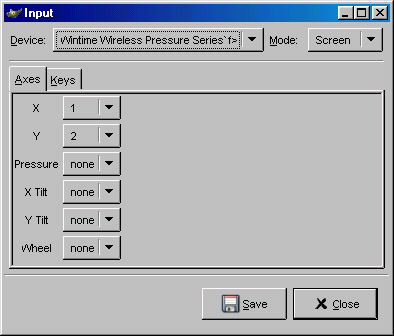 Input
Device: Wintime Wireless Pressure Series`f> Mode: Screen
Axes Keys
X 1
Y 2
Pressure none
X Tilt none
Y Tilt none
Wheel none
Save Close